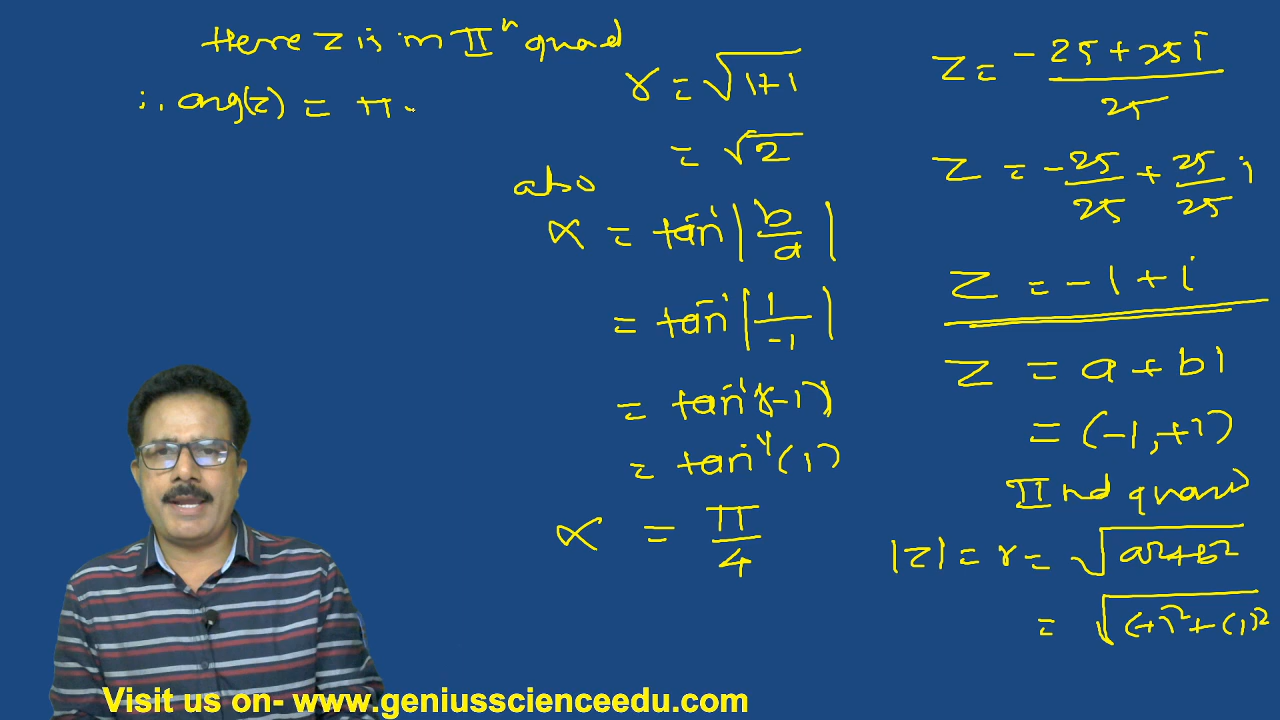 Here Z is in IIn quad
∴ arg(z) = π -
r = √1+1
= √2
also
α = tan⁻¹ |b/a|
= tan⁻¹ |1/-1|
= tan⁻¹ |-1|
= tan⁻¹ (1)
α = π/4
Z = -25+25i/25
Z = -25/25 + 25/25 i
Z = -1 + i
Z = a + bi
= (-1, +1)
II nd quad
|z| = r = √a²+b²
= √(-1)²+(1)²
Visit us on- www.geniusscienceedu.com